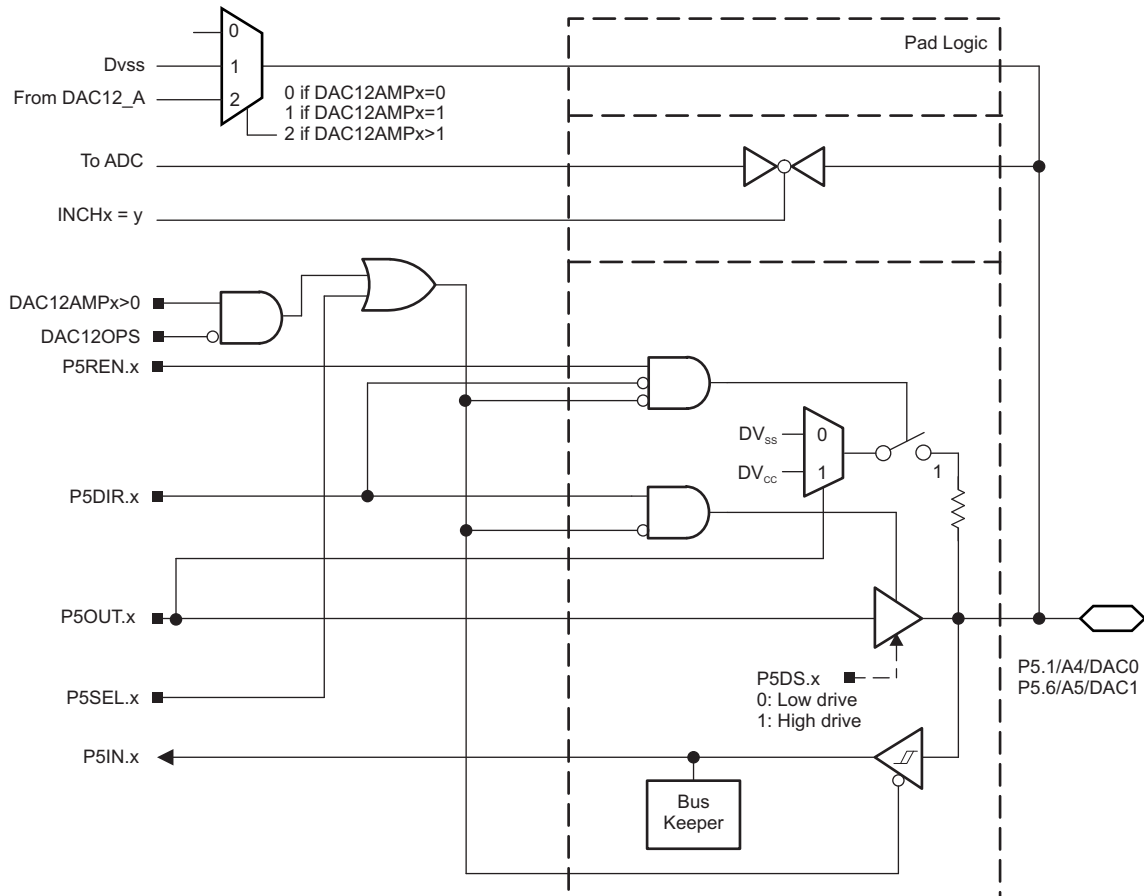 0
Pad Logic
Dvss
1
From DAC12_A
2
0 if DAC12AMPx=0
1 if DAC12AMPx=1
2 if DAC12AMPx>1
To ADC
INCHx = y
DAC12AMPx>0
DAC12OPS
P5REN.x
DVSS
0
DVCC
1
1
P5DIR.x
P5OUT.x
P5DS.x
0: Low drive
1: High drive
P5.1/A4/DAC0
P5.6/A5/DAC1
P5SEL.x
P5IN.x
Bus
Keeper